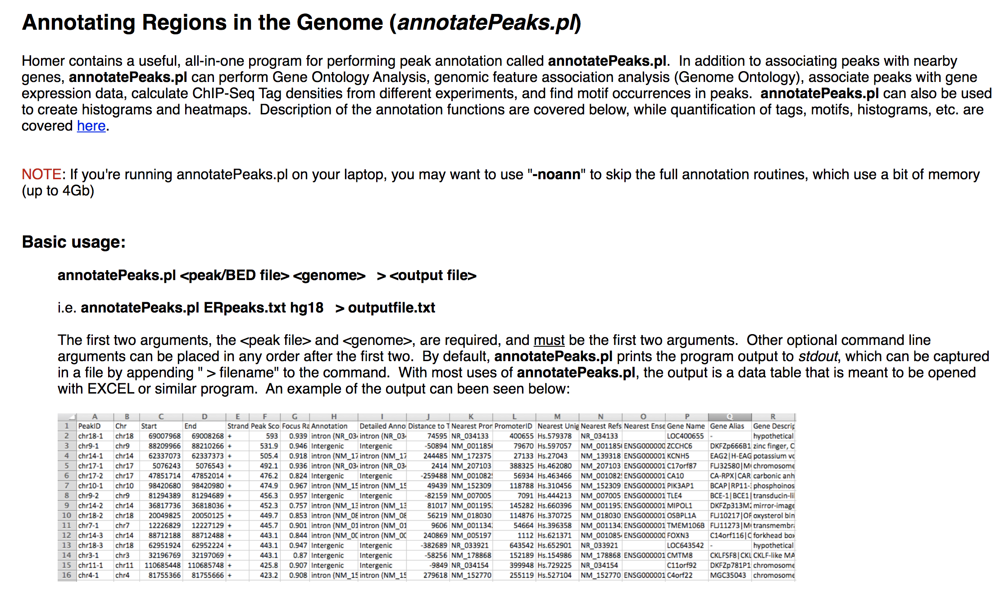 Annotating Regions in the Genome (annotatePeaks.pl)
Homer contains a useful, all-in-one program for performing peak annotation called annotatePeaks.pl.  In addition to associating peaks with nearby
genes, annotatePeaks.pl can perform Gene Ontology Analysis, genomic feature association analysis (Genome Ontology), associate peaks with gene
expression data, calculate ChIP-Seq Tag densities from different experiments, and find motif occurrences in peaks.  annotatePeaks.pl can also be used
to create histograms and heatmaps.  Description of the annotation functions are covered below, while quantification of tags, motifs, histograms, etc. are
covered here.
NOTE: If you're running annotatePeaks.pl on your laptop, you may want to use "-noann" to skip the full annotation routines, which use a bit of memory
(up to 4Gb)
Basic usage:
annotatePeaks.pl <peak/BED file> <genome>   > <output file>
i.e. annotatePeaks.pl ERpeaks.txt hg18   > outputfile.txt
The first two arguments, the <peak file> and <genome>, are required, and must be the first two arguments.  Other optional command line
arguments can be placed in any order after the first two.  By default, annotatePeaks.pl prints the program output to stdout, which can be captured
in a file by appending " > filename" to the command.  With most uses of annotatePeaks.pl, the output is a data table that is meant to be opened
with EXCEL or similar program.  An example of the output can been seen below:
A B C D E F G H I J K L M N O P Q R
1 PeakID Chr Start End Strand Peak Sco Focus Ra Annotation Detailed Anno Distance to T Nearest Pror PromoterID Nearest Unig Nearest Refs Nearest Ense Gene Name Gene Alias Gene Descrip
2 chr18-1 chr18 69007968 69008268 + 593 0.939 intron (NR_03 intron (NR_03 74595 NR_034133 400655 Hs.579378 NR_034133 LOC400655 - hypothetical
3 chr9-1 chr9 88209966 88210266 + 531.9 0.946 Intergenic Intergenic -50894 NM_001185 79670 Hs.597057 NM_001185 ENSG000000 ZCCHC6 DKFZp666B1 zinc finger, C
4 chr14-1 chr14 62337073 62337373 + 505.4 0.918 intron (NM_17 intron (NM_17 244485 NM_172375 27133 Hs.27043 NM_139318 ENSG000001 KCNH5 EAG2|H-EAG potassium vo
5 chr17-1 chr17 5076243 5076543 + 492.1 0.936 intron (NR_03 intron (NR_03 2414 NM_207103 388325 Hs.462080 NM_207103 ENSG000001 C17orf87 FLJ32580|M chromosome
6 chr17-2 chr17 47851714 47852014 + 476.2 0.824 Intergenic Intergenic -259488 NM_001082 56934 Hs.463466 NM_001082 ENSG000001 CA10 CA-RPX|CAR carbonic anh
7 chr10-1 chr10 98420680 98420980 + 474.9 0.967 intron (NM_15 intron (NM_15 49439 NM_152309 118788 Hs.310456 NM_152309 ENSG000001 PIK3AP1 BCAP|RP11- phosphoinos
8 chr9-2 chr9 81294389 81294689 + 456.3 0.957 Intergenic Intergenic -82159 NM_007005 7091 Hs.444213 NM_007005 ENSG000001 TLE4 BCE-1|BCE1| transducin-li
9 chr14-2 chr14 36817736 36818036 + 452.3 0.757 intron (NM_13 intron (NM_13 81017 NM_001195 145282 Hs.660396 NM_001195 ENSG000001 MIPOL1 DKFZp313M2 mirror-image
10 chr18-2 chr18 20049825 20050125 + 449.7 0.853 intron (NM_08 intron (NM_08 56219 NM_018030 114876 Hs.370725 NM_018030 ENSG000001 OSBPL1A FLJ10217|OR oxysterol bin
11 chr7-1 chr7 12226829 12227129 + 445.7 0.901 intron (NM_01 intron (NM_01 9606 NM_001134 54664 Hs.396358 NM_001134 ENSG000001 TMEM106B FLJ11273|M transmembra
12 chr14-3 chr14 88712188 88712488 + 443.1 0.844 intron (NM_00 intron (NM_00 240869 NM_005197 1112 Hs.621371 NM_001085 ENSG000000 FOXN3 C14orf116|C forkhead box
13 chr18-3 chr18 62951924 62952224 + 443.1 0.947 Intergenic Intergenic -382689 NR_033921 643542 Hs.652901 NR_033921 LOC643542 - hypothetical
14 chr3-1 chr3 32196769 32197069 + 443.1 0.87 Intergenic Intergenic -58256 NM_178868 152189 Hs.154986 NM_178868 ENSG000001 CMTM8 CKLFSF8|CKL CKLF-like MA
15 chr11-1 chr11 110685448 110685748 + 425.8 0.907 Intergenic Intergenic -9849 NR_034154 399948 Hs.729225 NR_034154 C11orf92 DKFZp781P1 chromosome
16 chr4-1 chr4 81755366 81755666 + 423.2 0.908 intron (NM_15 intron (NM_15 279618 NM_152770 255119 Hs.527104 NM_152770 ENSG000001 C4orf22 MGC35043 chromosome